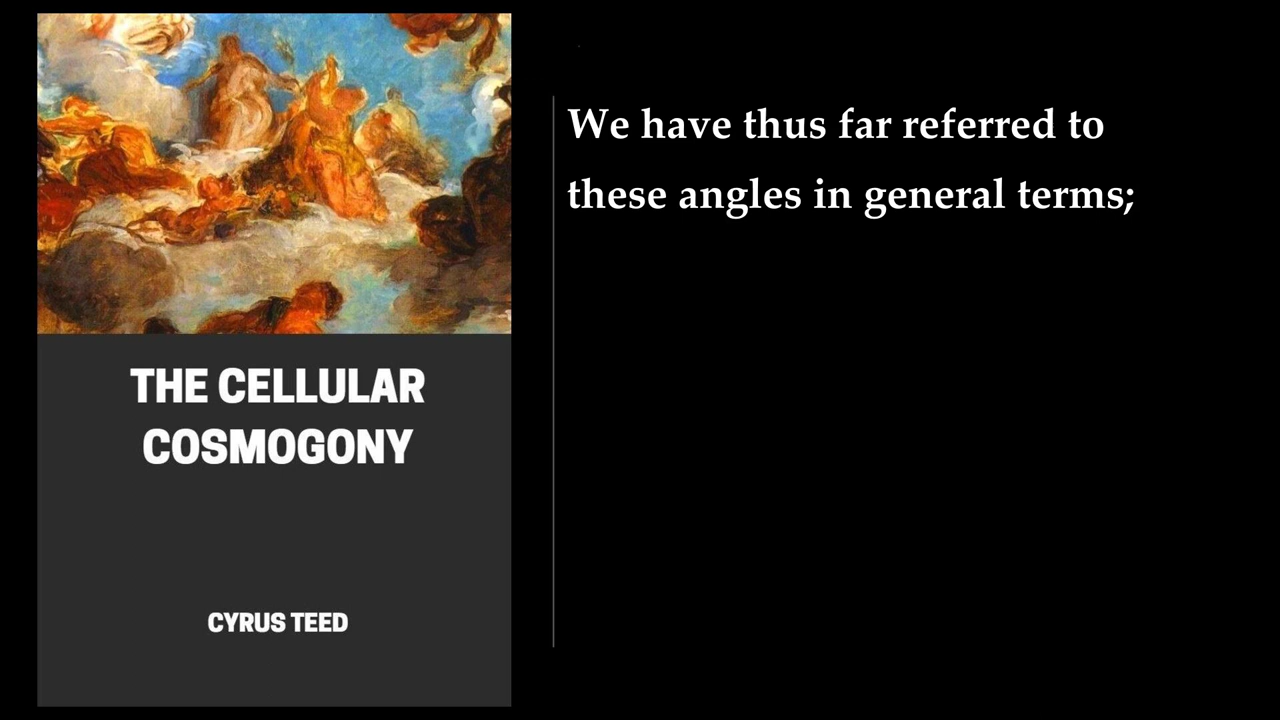 THE CELLULAR
COSMOGONY
CYRUS TEED
We have thus far referred to
these angles in general terms;